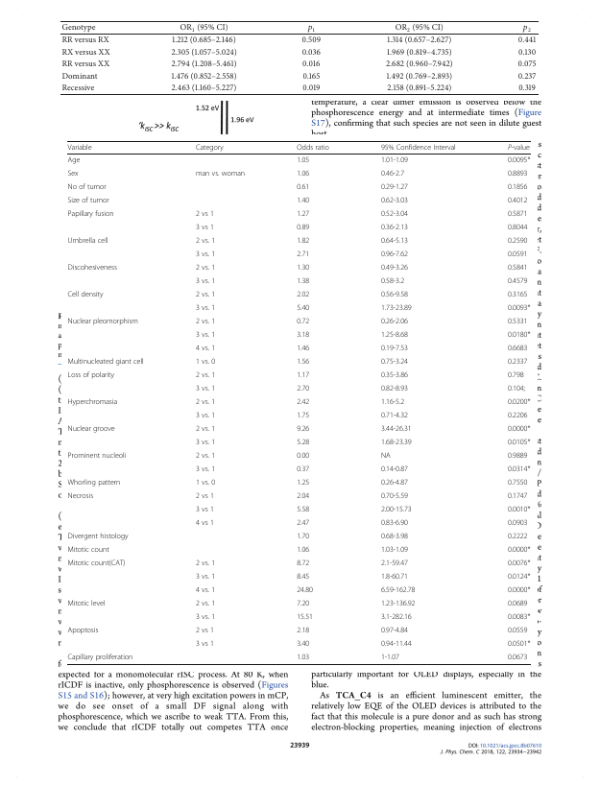 Genotype OR1 (95% CI) p1 OR2 (95% CI) p2
RR versus RX 1.212 (0.685–2.146) 0.509 1.314 (0.657–2.627) 0.441
RX versus XX 2.305 (1.057–5.024) 0.036 1.969 (0.819–4.735) 0.130
RR versus XX 2.794 (1.208–5.461) 0.016 2.682 (0.960–7.942) 0.075
Dominant 1.476 (0.852–2.558) 0.165 1.492 (0.769–2.893) 0.237
Recessive 2.463 (1.160–5.227) 0.019 2.158 (0.891–5.224) 0.319
1.52 eV
1.96 eV
kISC >> kISC
temperature, a clear dimer emission is observed below the
phosphorescence energy and at intermediate times (Figure
S17), confirming that such species are not seen in dilute guest
Variable Category Odds ratio 95% Confidence Interval P-value
Age 1.05 1.01-1.09 0.0095*
Sex man vs. woman 1.06 0.46-2.7 0.8893
No of tumor 0.61 0.29-1.27 0.1856
Size of tumor 1.40 0.62-3.03 0.4012
Papillary fusion 2 vs 1 1.27 0.52-3.04 0.5871
3 vs 1 0.89 0.36-2.13 0.8044
Umbrella cell 2 vs. 1 1.82 0.64-5.13 0.2590
3 vs. 1 2.71 0.96-7.62 0.0591
Discohesiveness 2 vs. 1 1.30 0.49-3.26 0.5841
3 vs. 1 1.38 0.58-3.2 0.4579
Cell density 2 vs. 1 2.02 0.56-9.58 0.3165
3 vs. 1 5.40 1.73-23.89 0.0093*
Nuclear pleomorphism 2 vs. 1 0.72 0.26-2.06 0.5331
3 vs. 1 3.18 1.25-8.68 0.0180*
4 vs. 1 1.46 0.19-7.53 0.6683
Multinucleated giant cell 1 vs. 0 1.56 0.75-3.24 0.2337
Loss of polarity 2 vs. 1 1.17 0.35-3.86 0.798
3 vs. 1 2.70 0.82-8.93 0.104;
Hyperchromasia 2 vs. 1 2.42 1.16-5.2 0.0200*
3 vs. 1 1.75 0.71-4.32 0.2206
Nuclear groove 2 vs. 1 9.26 3.44-26.31 0.0000*
3 vs. 1 5.28 1.68-23.39 0.0105*
Prominent nucleoli 2 vs. 1 0.00 NA 0.9889
3 vs. 1 0.37 0.14-0.87 0.0314*
Whorling pattern 1 vs. 0 1.25 0.26-4.87 0.7550
Necrosis 2 vs 1 2.04 0.70-5.59 0.1747
3 vs 1 5.58 2.00-15.73 0.0010*
4 vs 1 2.47 0.83-6.90 0.0903
Divergent histology 1.70 0.68-3.98 0.2222
Mitotic count 1.06 1.03-1.09 0.0000*
Mitotic count(CAT) 2 vs. 1 8.72 2.1-59.47 0.0076*
3 vs. 1 8.45 1.8-60.71 0.0124*
4 vs. 1 24.80 6.59-162.78 0.0000*
Mitotic level 2 vs. 1 7.20 1.23-136.92 0.0689
3 vs. 1 15.51 3.1-282.16 0.0083*
Apoptosis 2 vs 1 2.18 0.97-4.84 0.0559
3 vs 1 3.40 0.94-11.44 0.0501*
Capillary proliferation 1.03 1-1.07 0.0673
expected for a monomolecular rISC process. At 80 K, when
rICDF is inactive, only phosphorescence is observed (Figures
S15 and S16); however, at very high excitation powers in mCP,
we do see onset of a small DF signal along with
phosphorescence, which we ascribe to weak TTA. From this,
we conclude that rICDF totally out competes TTA once
particularly important for OLED displays, especially in the
blue.
As TCA_C4 is an efficient luminescent emitter, the
relatively low EQE of the OLED devices is attributed to the
fact that this molecule is a pure donor and as such has strong
electron-blocking properties, meaning injection of electrons
23939
DOI: 10.1021/acs.jpcc.8b07610
J. Phys. Chem. C 2018, 122, 23934–23942